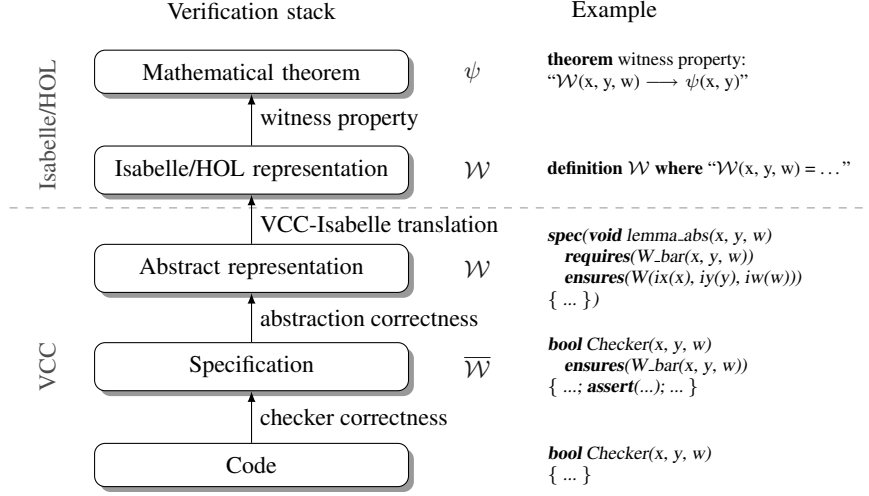 Verification stack
Example
Isabelle/HOL
Mathematical theorem
ψ
theorem witness property:
“𝒲(x, y, w) ⟶ ψ(x, y)”
witness property
Isabelle/HOL representation
𝒲
definition 𝒲 where “𝒲(x, y, w) = ...”
VCC-Isabelle translation
VCC
Abstract representation
𝒲
spec(void lemma_abs(x, y, w)
requires(W_bar(x, y, w))
ensures(W(ix(x), iy(y), iw(w)))
{ ... })
abstraction correctness
Specification
𝒲̅
bool Checker(x, y, w)
ensures(W_bar(x, y, w))
{ ...; assert(...); ... }
checker correctness
Code
bool Checker(x, y, w)
{ ... }